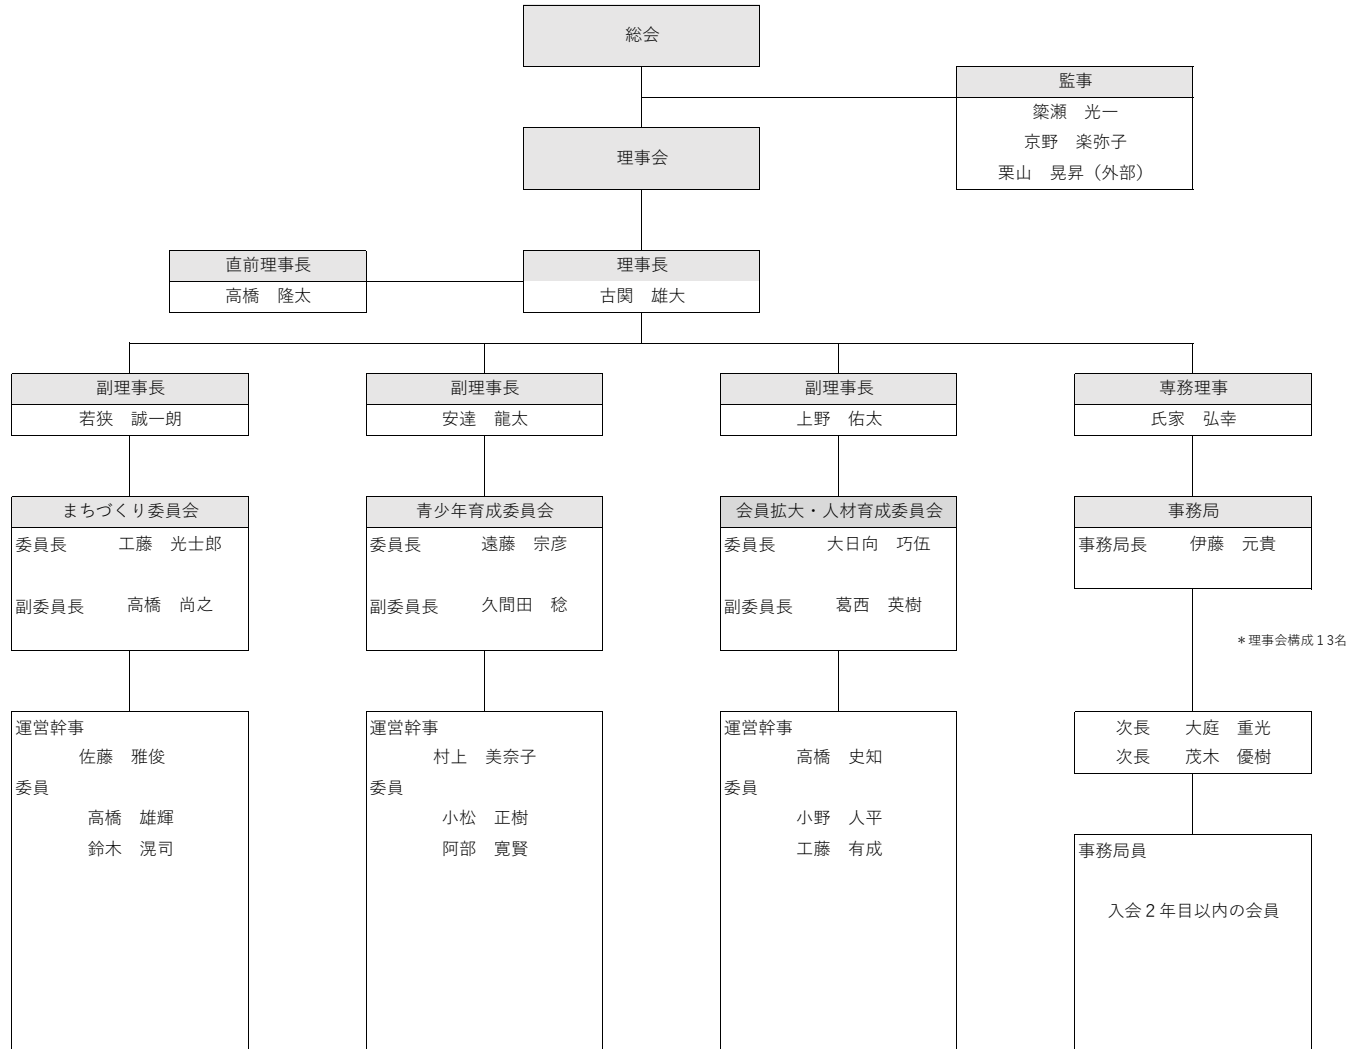 総会
監事
簗瀬　光一
京野　楽弥子
栗山　晃昇（外部）
理事会
直前理事長
高橋　隆太
理事長
古関　雄大
副理事長
若狭　誠一朗
副理事長
安達　龍太
副理事長
上野　佑太
専務理事
氏家　弘幸
まちづくり委員会
委員長　　　工藤　光士郎
副委員長　　高橋　尚之
青少年育成委員会
委員長　　　遠藤　宗彦
副委員長　　久間田　稔
会員拡大・人材育成委員会
委員長　　　大日向　巧伍
副委員長　　葛西　英樹
事務局
事務局長　伊藤　元貴
＊理事会構成１3名
運営幹事
佐藤　雅俊
委員
高橋　雄輝
鈴木　滉司
運営幹事
村上　美奈子
委員
小松　正樹
阿部　寛賢
運営幹事
高橋　史知
委員
小野　人平
工藤　有成
次長　　大庭　重光
次長　　茂木　優樹
事務局員
入会２年目以内の会員